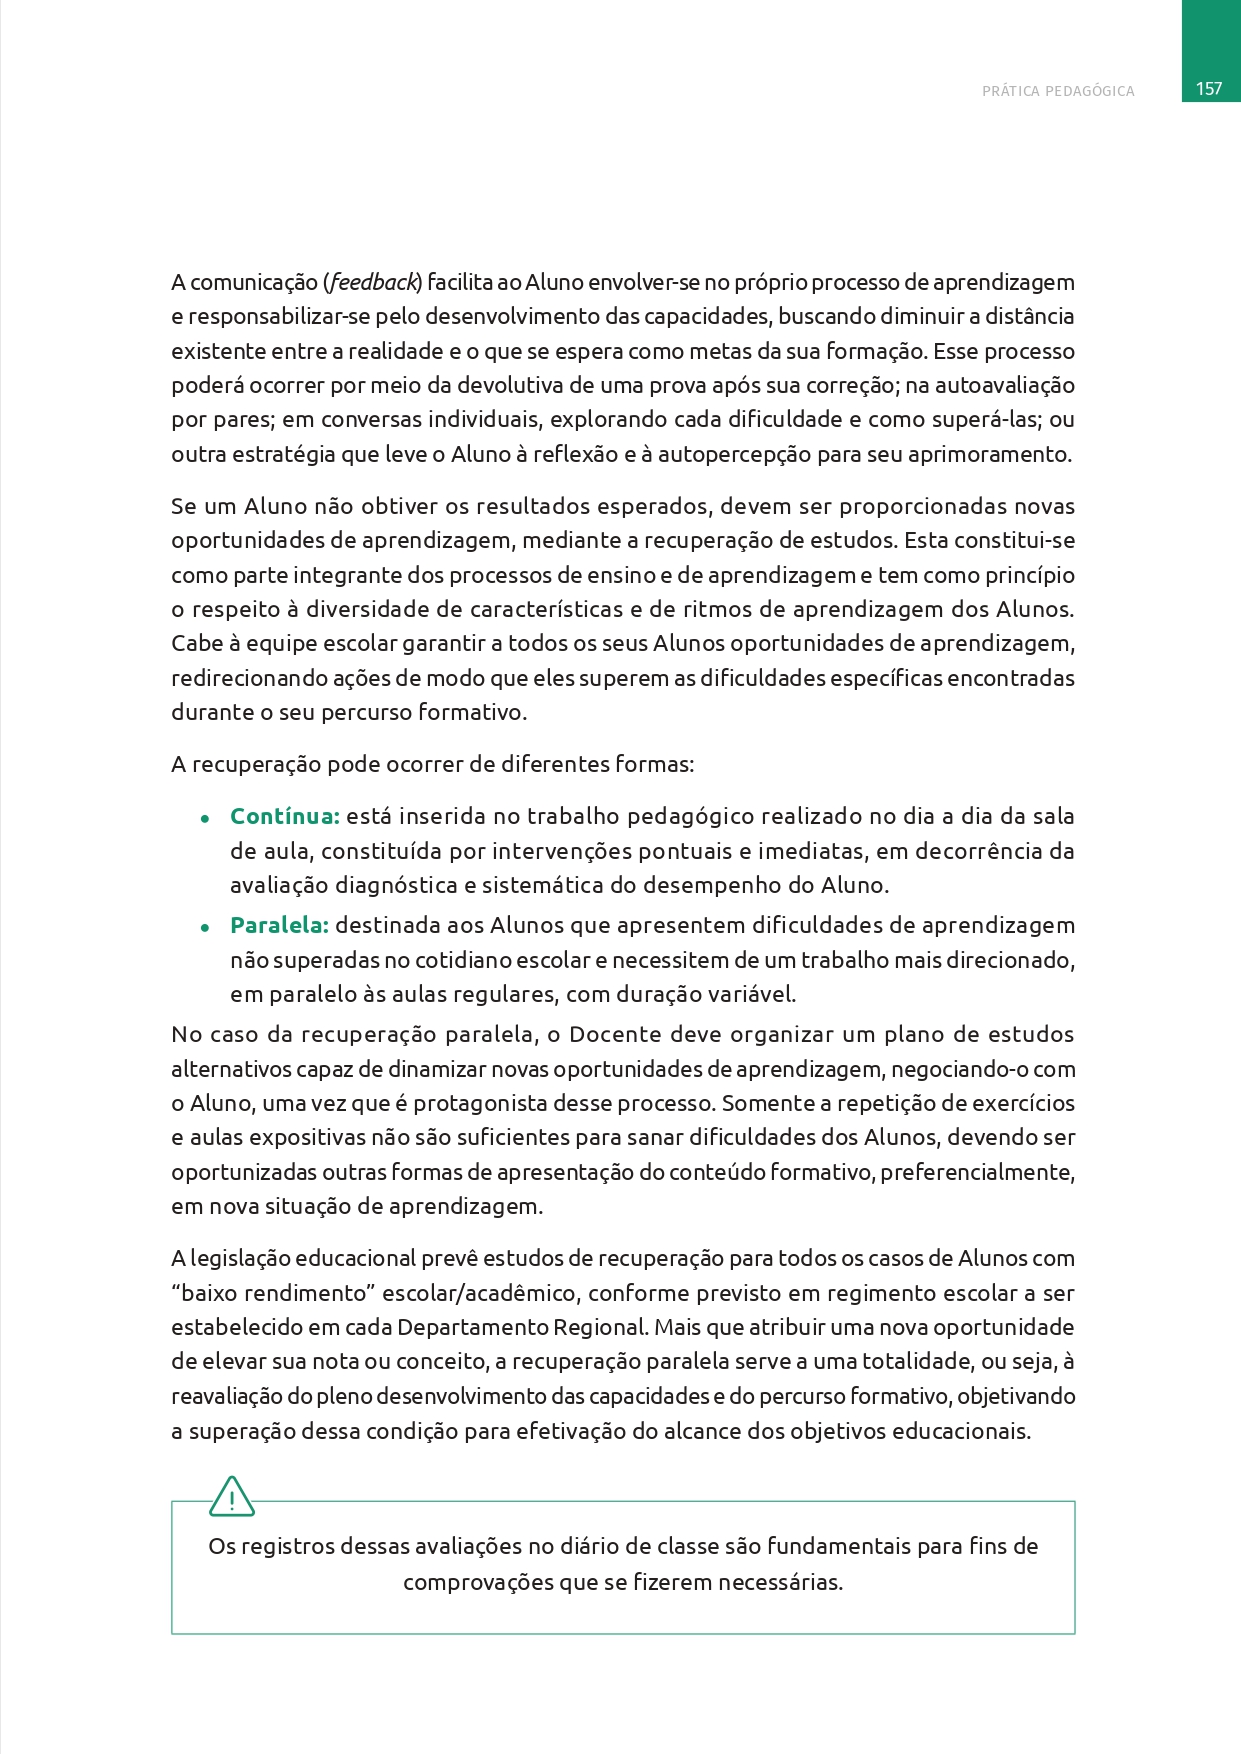 PRÁTICA PEDAGÓGICA
157
A comunicação (feedback) facilita ao Aluno envolver-se no próprio processo de aprendizagem
e responsabilizar-se pelo desenvolvimento das capacidades, buscando diminuir a distância
existente entre a realidade e o que se espera como metas da sua formação. Esse processo
poderá ocorrer por meio da devolutiva de uma prova após sua correção; na autoavaliação
por pares; em conversas individuais, explorando cada dificuldade e como superá-las; ou
outra estratégia que leve o Aluno à reflexão e à autopercepção para seu aprimoramento.
Se um Aluno não obtiver os resultados esperados, devem ser proporcionadas novas
oportunidades de aprendizagem, mediante a recuperação de estudos. Esta constitui-se
como parte integrante dos processos de ensino e de aprendizagem e tem como princípio
o respeito à diversidade de características e de ritmos de aprendizagem dos Alunos.
Cabe à equipe escolar garantir a todos os seus Alunos oportunidades de aprendizagem,
redirecionando ações de modo que eles superem as dificuldades específicas encontradas
durante o seu percurso formativo.
A recuperação pode ocorrer de diferentes formas:
• Contínua: está inserida no trabalho pedagógico realizado no dia a dia da sala
de aula, constituída por intervenções pontuais e imediatas, em decorrência da
avaliação diagnóstica e sistemática do desempenho do Aluno.
• Paralela: destinada aos Alunos que apresentem dificuldades de aprendizagem
não superadas no cotidiano escolar e necessitem de um trabalho mais direcionado,
em paralelo às aulas regulares, com duração variável.
No caso da recuperação paralela, o Docente deve organizar um plano de estudos
alternativos capaz de dinamizar novas oportunidades de aprendizagem, negociando-o com
o Aluno, uma vez que é protagonista desse processo. Somente a repetição de exercícios
e aulas expositivas não são suficientes para sanar dificuldades dos Alunos, devendo ser
oportunizadas outras formas de apresentação do conteúdo formativo, preferencialmente,
em nova situação de aprendizagem.
A legislação educacional prevê estudos de recuperação para todos os casos de Alunos com
“baixo rendimento” escolar/acadêmico, conforme previsto em regimento escolar a ser
estabelecido em cada Departamento Regional. Mais que atribuir uma nova oportunidade
de elevar sua nota ou conceito, a recuperação paralela serve a uma totalidade, ou seja, à
reavaliação do pleno desenvolvimento das capacidades e do percurso formativo, objetivando
a superação dessa condição para efetivação do alcance dos objetivos educacionais.
Os registros dessas avaliações no diário de classe são fundamentais para fins de
comprovações que se fizerem necessárias.